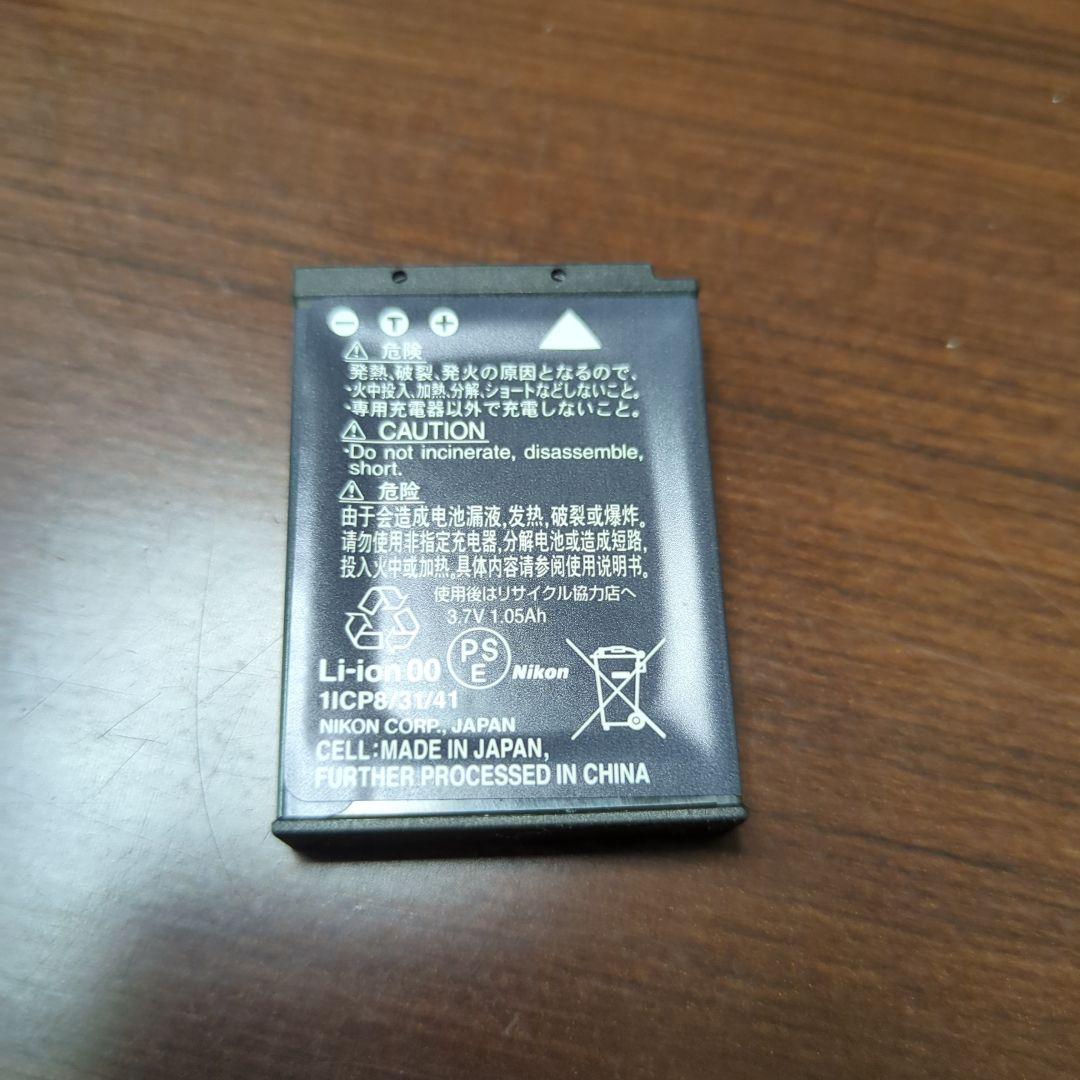 − T +
⚠ 危険
発熱、破裂、発火の原因となるので、
・火中投入、加熱、分解、ショートなどしないこと。
・専用充電器以外で充電しないこと。
⚠ CAUTION
・Do not incinerate, disassemble,
short.
⚠ 危险
由于会造成电池漏液,发热,破裂或爆炸。
请勿使用非指定充电器,分解电池或造成短路,
投入火中或加热。具体内容请参阅使用说明书。
使用後はリサイクル協力店へ
3.7V 1.05Ah
Li-ion 00
PS
E
Nikon
1ICP8/31/41
NIKON CORP., JAPAN
CELL:MADE IN JAPAN,
FURTHER PROCESSED IN CHINA